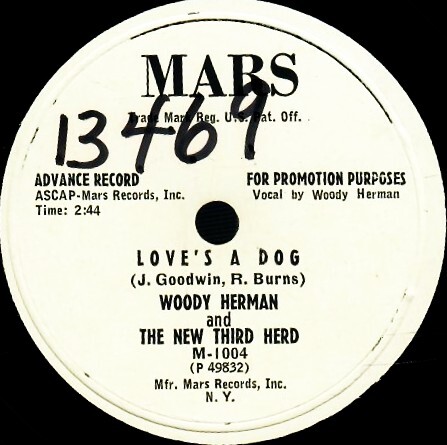 MARS
Trade Mark Reg. U.S. Pat. Off.
13469
ADVANCE RECORD
ASCAP-Mars Records, Inc.
Time: 2:44
FOR PROMOTION PURPOSES
Vocal by Woody Herman
LOVE'S A DOG
(J. Goodwin, R. Burns)
WOODY HERMAN
and
THE NEW THIRD HERD
M-1004
(P 49832)
Mfr. Mars Records, Inc.
N. Y.